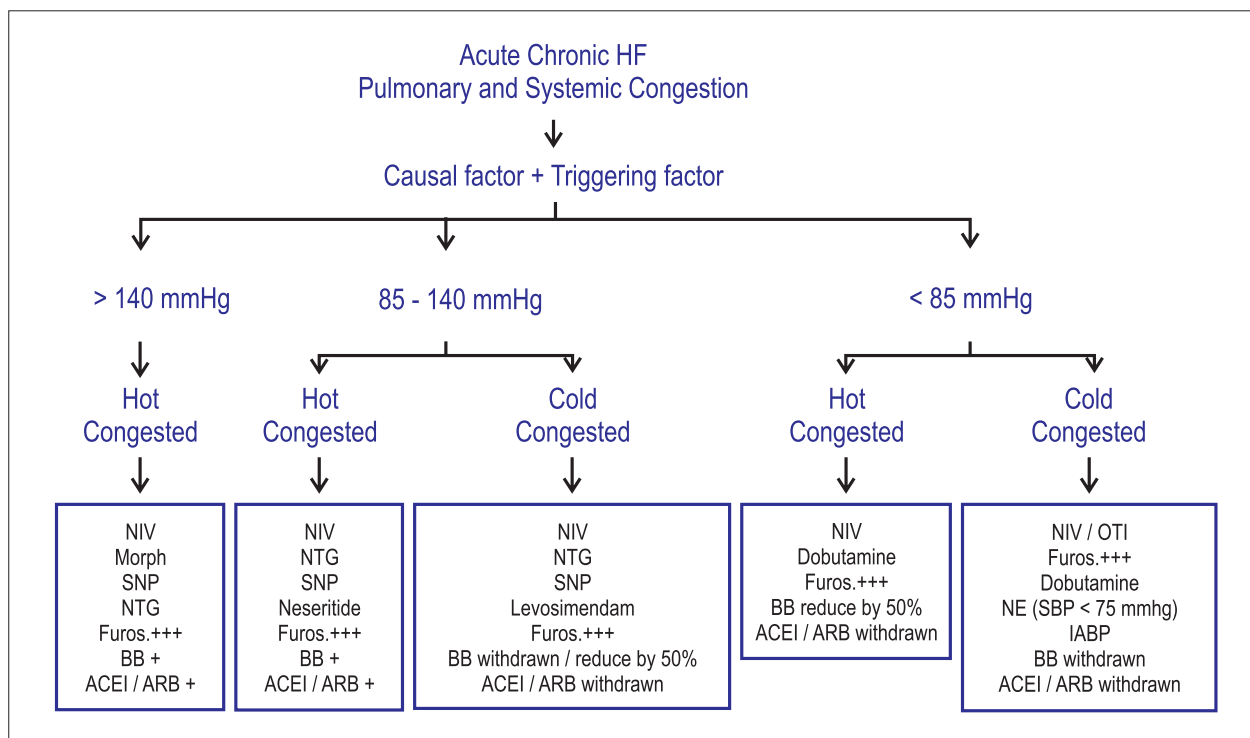 Acute Chronic HF
Pulmonary and Systemic Congestion
Causal factor + Triggering factor
> 140 mmHg
85 - 140 mmHg
< 85 mmHg
Hot
Congested
Hot
Congested
Cold
Congested
Hot
Congested
Cold
Congested
NIV
Morph
SNP
NTG
Furos.+++
BB +
ACEI / ARB +
NIV
NTG
SNP
Neseritide
Furos.+++
BB +
ACEI / ARB +
NIV
NTG
SNP
Levosimendam
Furos.+++
BB withdrawn / reduce by 50%
ACEI / ARB withdrawn
NIV
Dobutamine
Furos.+++
BB reduce by 50%
ACEI / ARB withdrawn
NIV / OTI
Furos.+++
Dobutamine
NE (SBP < 75 mmhg)
IABP
BB withdrawn
ACEI / ARB withdrawn